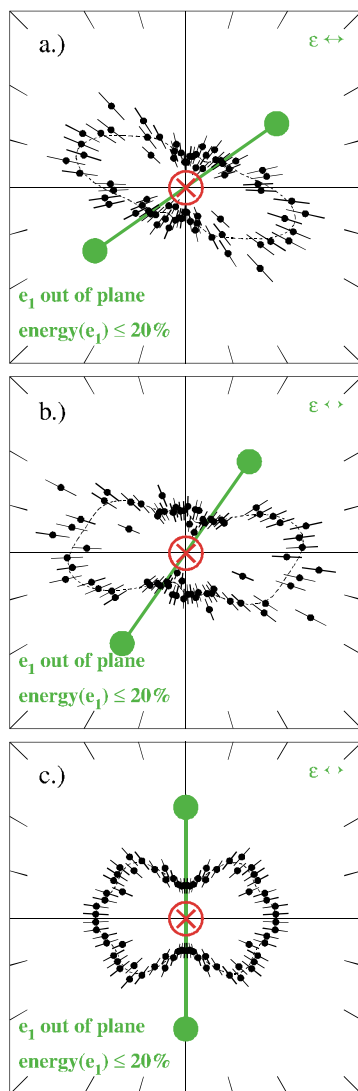 a.)
ε ↔
e₁ out of plane
energy(e₁) ≤ 20%
b.)
ε ↔
e₁ out of plane
energy(e₁) ≤ 20%
c.)
ε ↔
e₁ out of plane
energy(e₁) ≤ 20%